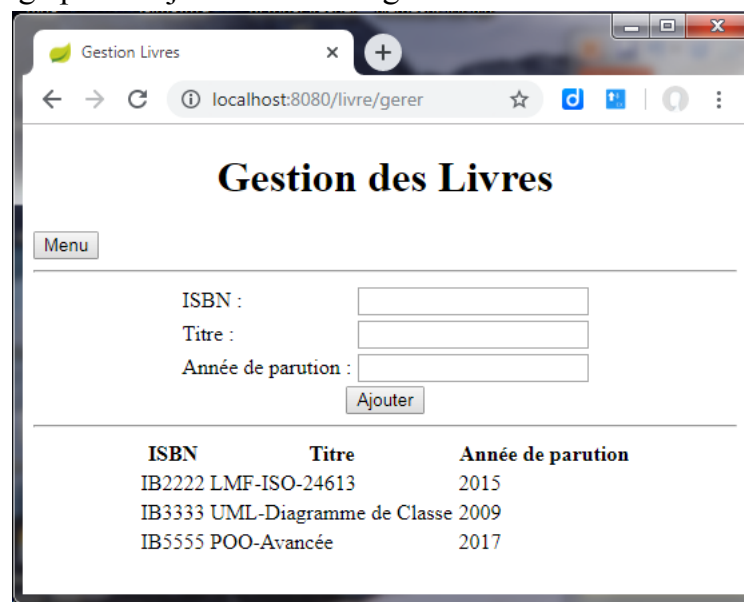 Gestion Livres
localhost:8080/livre/gerer
Gestion des Livres
Menu
ISBN :
Titre :
Année de parution :
Ajouter
ISBN Titre Année de parution
IB2222 LMF-ISO-24613 2015
IB3333 UML-Diagramme de Classe 2009
IB5555 POO-Avancée 2017